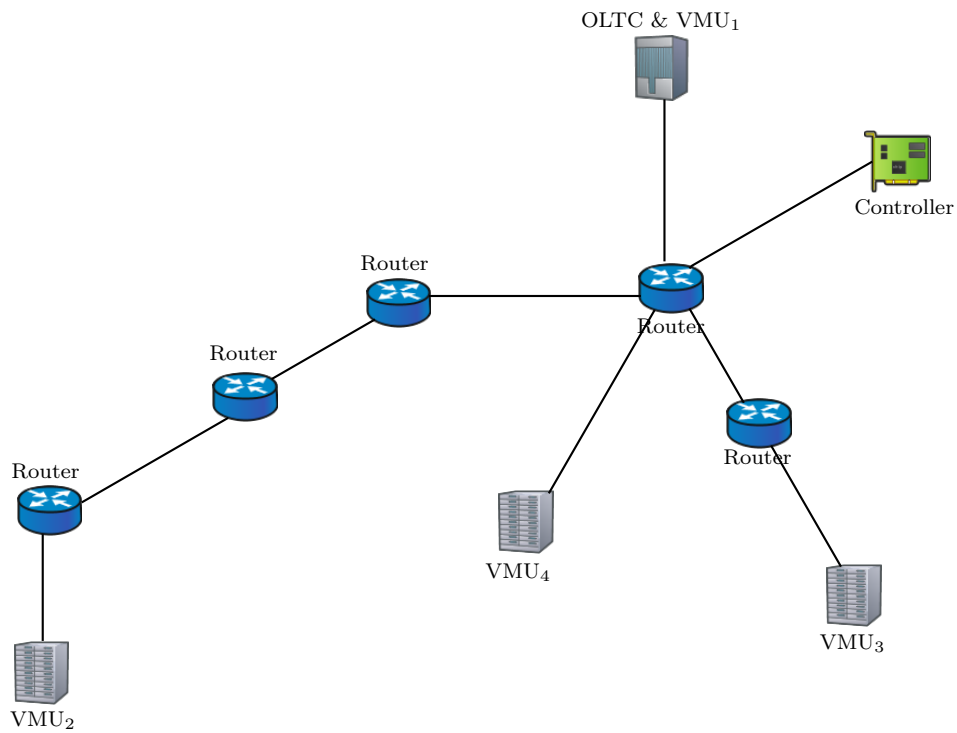 OLTC & VMU₁
Controller
Router
Router
Router
Router
Router
Router
VMU₄
VMU₃
VMU₂